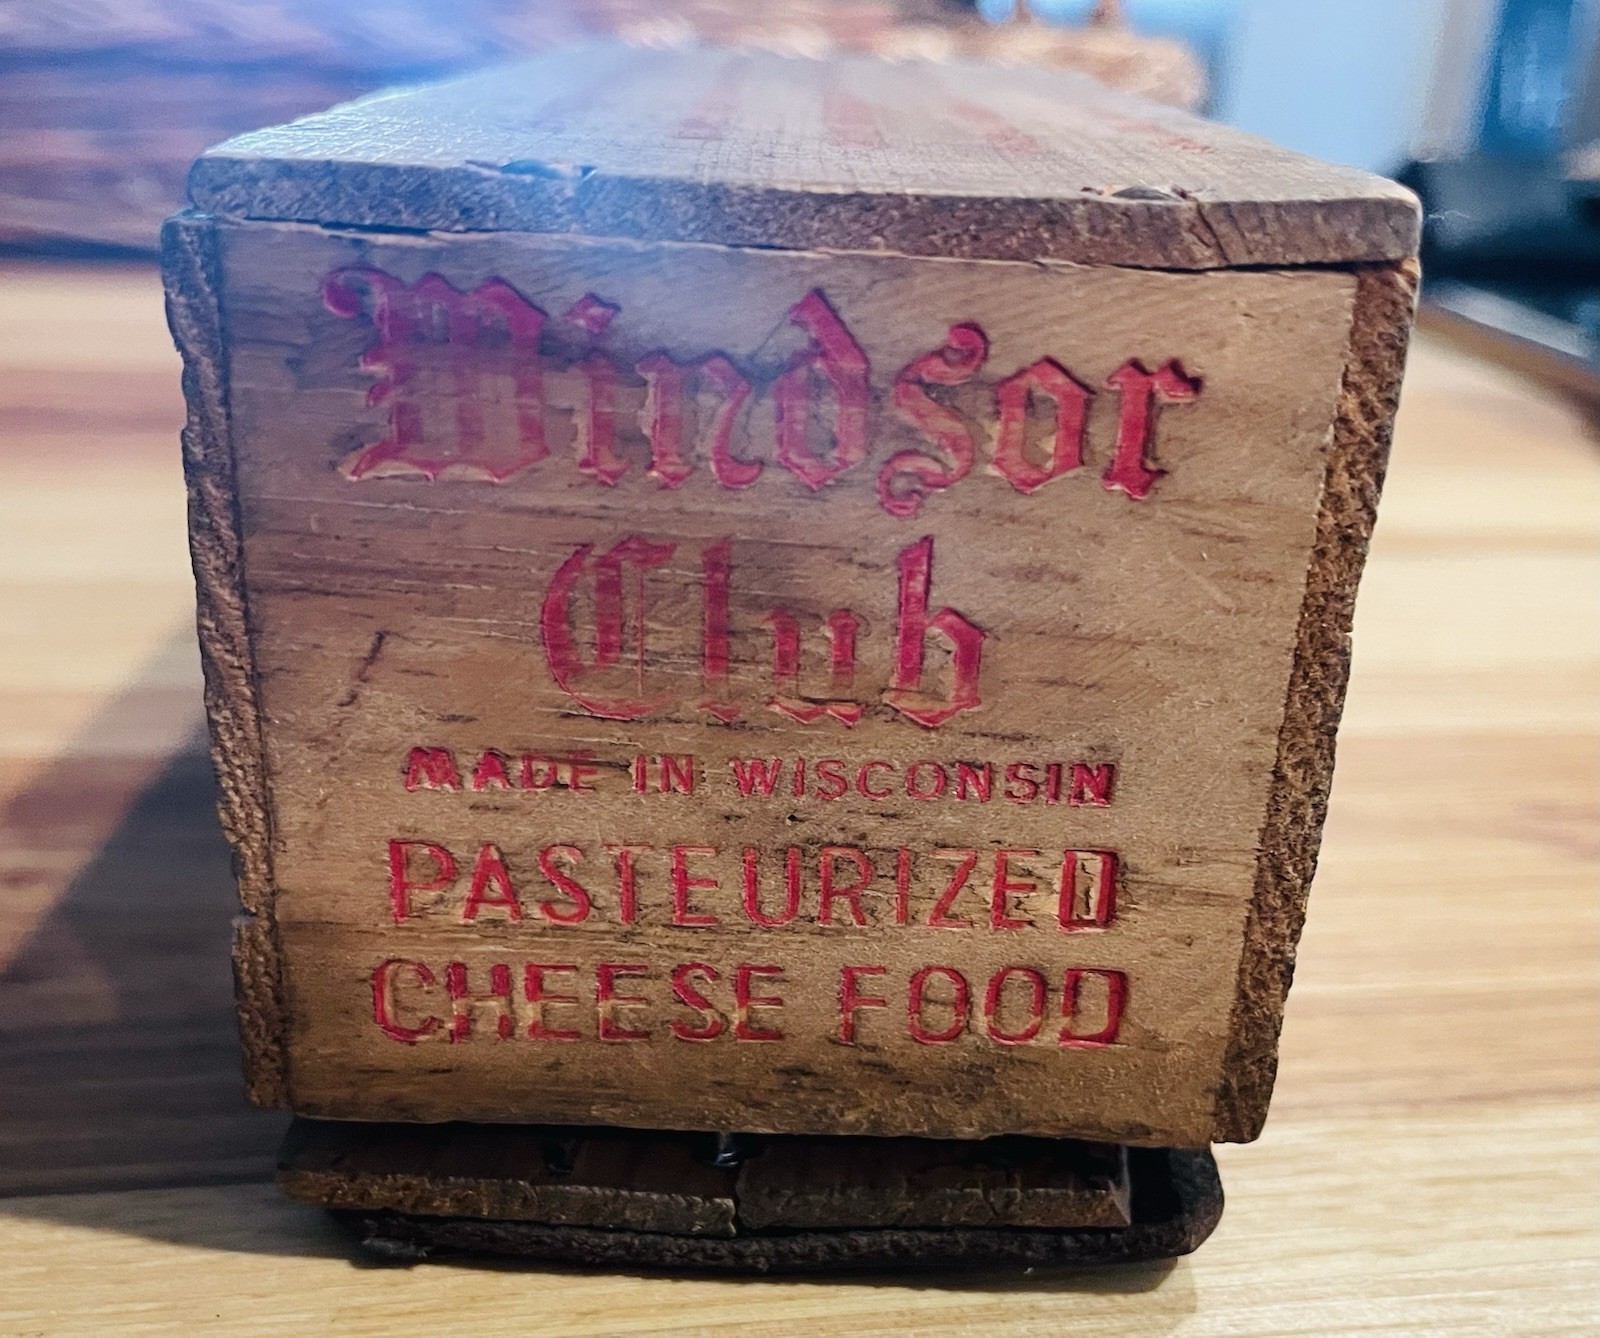 Windsor
Club
MADE IN WISCONSIN
PASTEURIZED
CHEESE FOOD